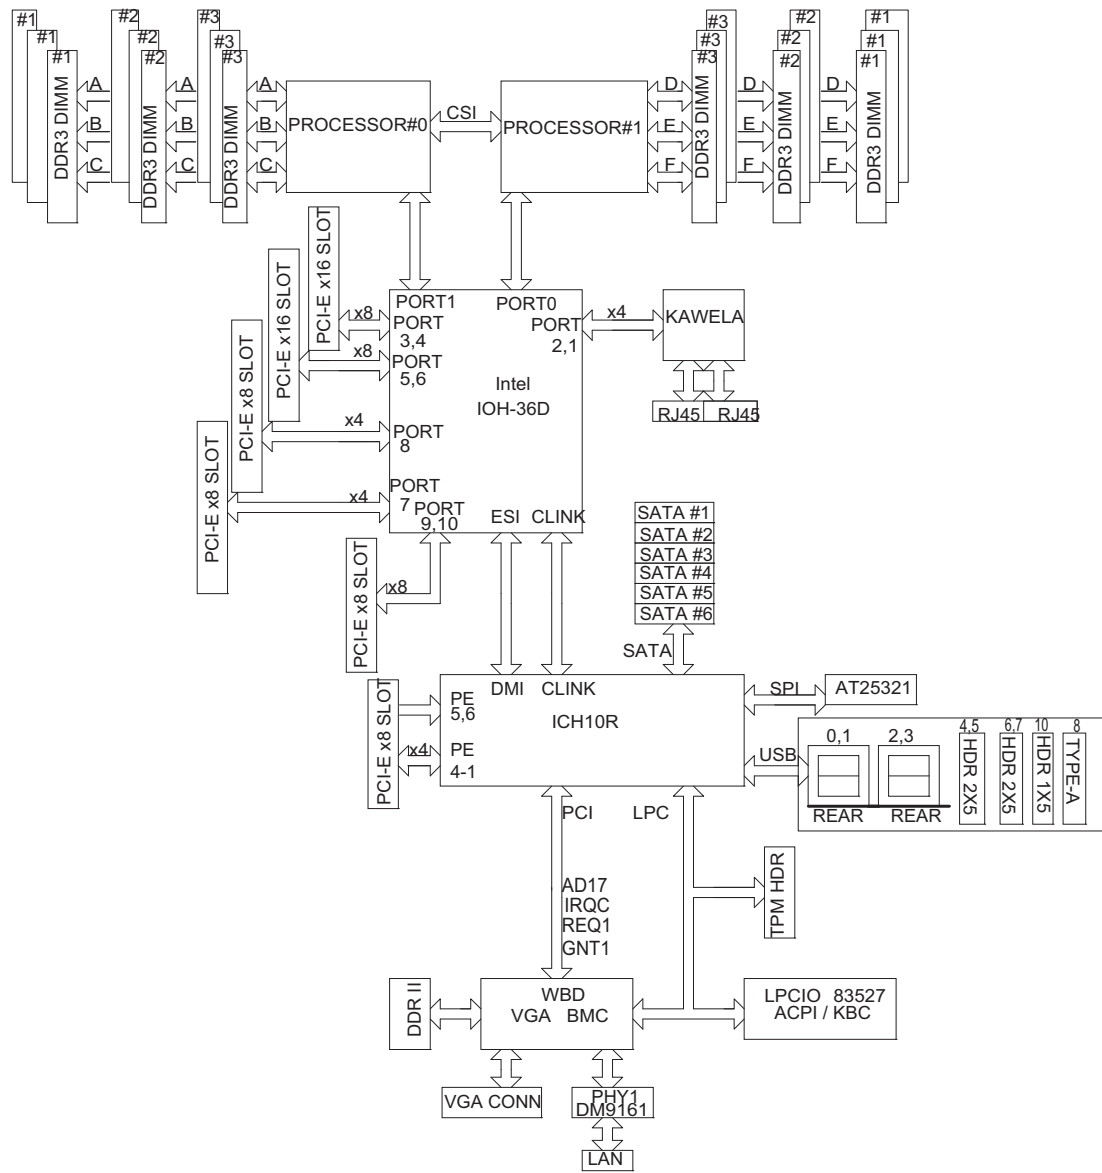 #1
#2
#3
#3
#2
#1
#1
#2
#3
#3
#2
#1
#1
#2
#3
#3
#2
#1
A
A
A
D
D
D
B
B
B
E
E
E
C
C
C
F
F
F
DDR3 DIMM
DDR3 DIMM
DDR3 DIMM
PROCESSOR#0
CSI
PROCESSOR#1
DDR3 DIMM
DDR3 DIMM
DDR3 DIMM
PCI-E x16 SLOT
PCI-E x16 SLOT
PCI-E x8 SLOT
PCI-E x8 SLOT
PCI-E x8 SLOT
PORT1
PORT0
x8
PORT
3,4
PORT
2,1
x4
KAWELA
x8
PORT
5,6
Intel
IOH-36D
RJ45
RJ45
x4
PORT
8
x4
PORT
7
PORT
9,10
ESI
CLINK
x8
SATA #1
SATA #2
SATA #3
SATA #4
SATA #5
SATA #6
SATA
PCI-E x8 SLOT
DMI
CLINK
PE
5,6
ICH10R
x4
PE
4-1
SPI
AT25321
USB
0,1
2,3
REAR
REAR
4,5
HDR 2X5
6,7
HDR 2X5
10
HDR 1X5
8
TYPE-A
PCI
LPC
AD17
IRQC
REQ1
GNT1
TPM HDR
DDR II
WBD
VGA BMC
LPCIO 83527
ACPI / KBC
VGA CONN
PHY1
DM9161
LAN